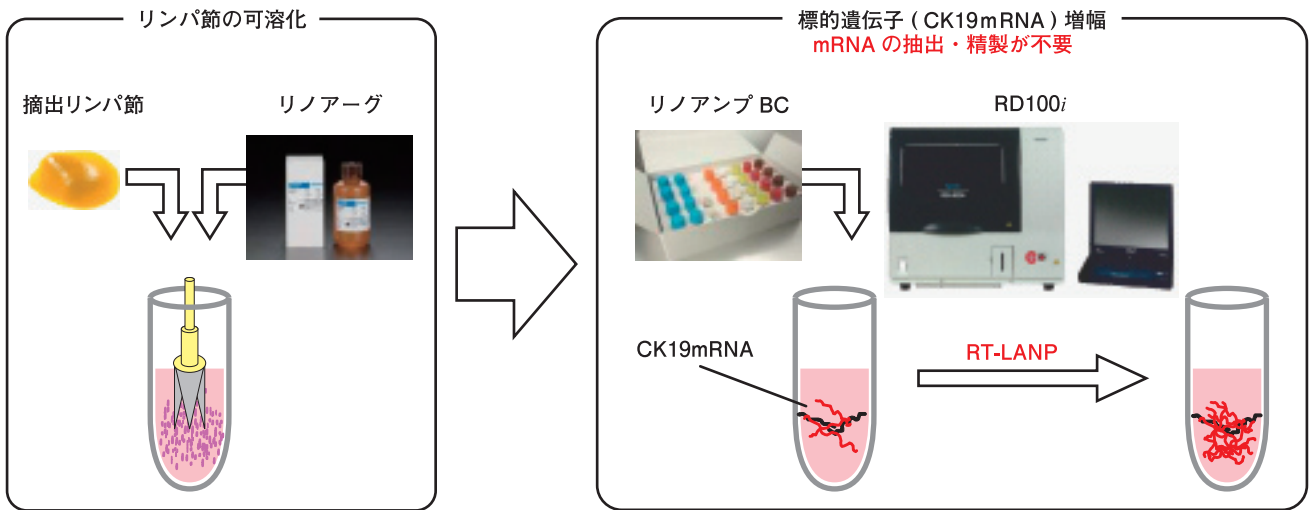 リンパ節の可溶化
摘出リンパ節
リノアーグ
標的遺伝子 ( CK19mRNA ) 増幅
mRNA の抽出・精製が不要
リノアンプ BC
RD100i
CK19mRNA
RT-LANP